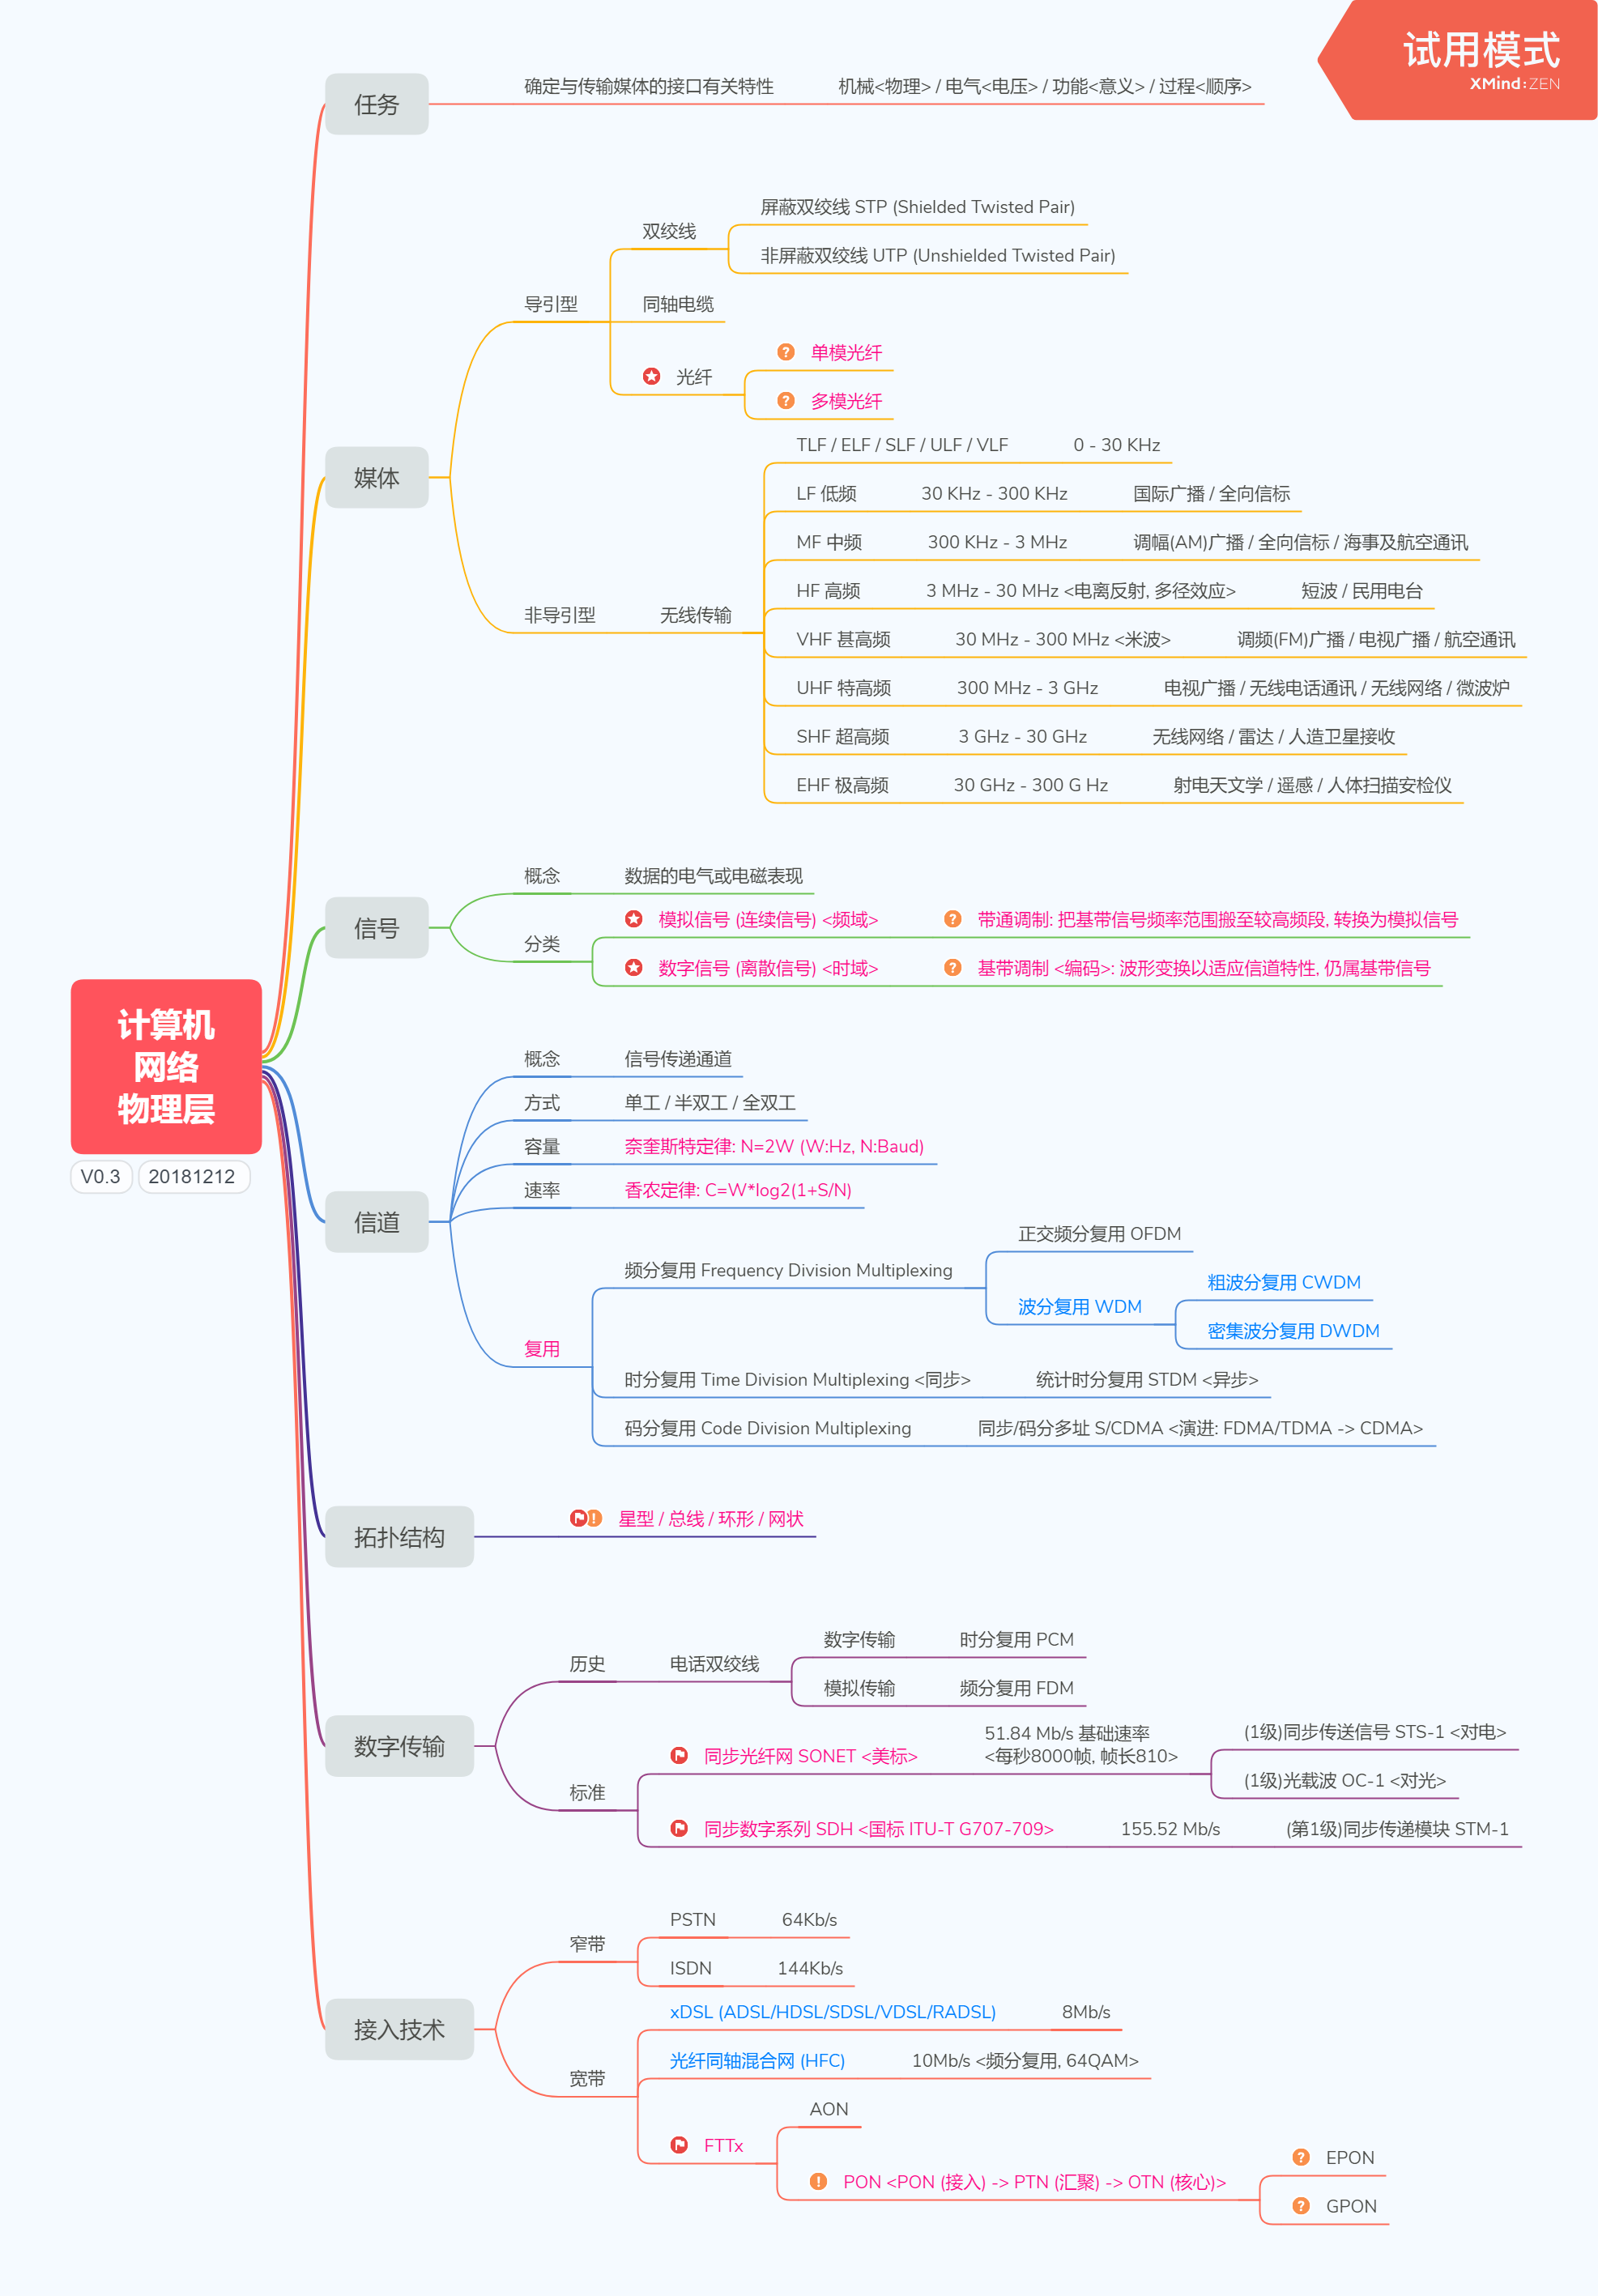 试用模式
XMind:ZEN
计算机
网络
物理层
V0.3 20181212
任务
确定与传输媒体的接口有关特性 机械<物理> / 电气<电压> / 功能<意义> / 过程<顺序>
媒体
导引型
双绞线
屏蔽双绞线 STP (Shielded Twisted Pair)
非屏蔽双绞线 UTP (Unshielded Twisted Pair)
同轴电缆
光纤
单模光纤
多模光纤
非导引型 无线传输
TLF / ELF / SLF / ULF / VLF 0 - 30 KHz
LF 低频 30 KHz - 300 KHz 国际广播 / 全向信标
MF 中频 300 KHz - 3 MHz 调幅(AM)广播 / 全向信标 / 海事及航空通讯
HF 高频 3 MHz - 30 MHz <电离反射, 多径效应> 短波 / 民用电台
VHF 甚高频 30 MHz - 300 MHz <米波> 调频(FM)广播 / 电视广播 / 航空通讯
UHF 特高频 300 MHz - 3 GHz 电视广播 / 无线电话通讯 / 无线网络 / 微波炉
SHF 超高频 3 GHz - 30 GHz 无线网络 / 雷达 / 人造卫星接收
EHF 极高频 30 GHz - 300 G Hz 射电天文学 / 遥感 / 人体扫描安检仪
信号
概念 数据的电气或电磁表现
分类
模拟信号 (连续信号) <频域> 带通调制: 把基带信号频率范围搬至较高频段, 转换为模拟信号
数字信号 (离散信号) <时域> 基带调制 <编码>: 波形变换以适应信道特性, 仍属基带信号
信道
概念 信号传递通道
方式 单工 / 半双工 / 全双工
容量 奈奎斯特定律: N=2W (W:Hz, N:Baud)
速率 香农定律: C=W*log2(1+S/N)
复用
频分复用 Frequency Division Multiplexing
正交频分复用 OFDM
波分复用 WDM
粗波分复用 CWDM
密集波分复用 DWDM
时分复用 Time Division Multiplexing <同步> 统计时分复用 STDM <异步>
码分复用 Code Division Multiplexing 同步/码分多址 S/CDMA <演进: FDMA/TDMA -> CDMA>
拓扑结构
星型 / 总线 / 环形 / 网状
数字传输
历史 电话双绞线
数字传输 时分复用 PCM
模拟传输 频分复用 FDM
标准
同步光纤网 SONET <美标>
51.84 Mb/s 基础速率
<每秒8000帧, 帧长810>
(1级)同步传送信号 STS-1 <对电>
(1级)光载波 OC-1 <对光>
同步数字系列 SDH <国标 ITU-T G707-709> 155.52 Mb/s (第1级)同步传递模块 STM-1
接入技术
窄带
PSTN 64Kb/s
ISDN 144Kb/s
宽带
xDSL (ADSL/HDSL/SDSL/VDSL/RADSL) 8Mb/s
光纤同轴混合网 (HFC) 10Mb/s <频分复用, 64QAM>
FTTx
AON
PON <PON (接入) -> PTN (汇聚) -> OTN (核心)>
EPON
GPON